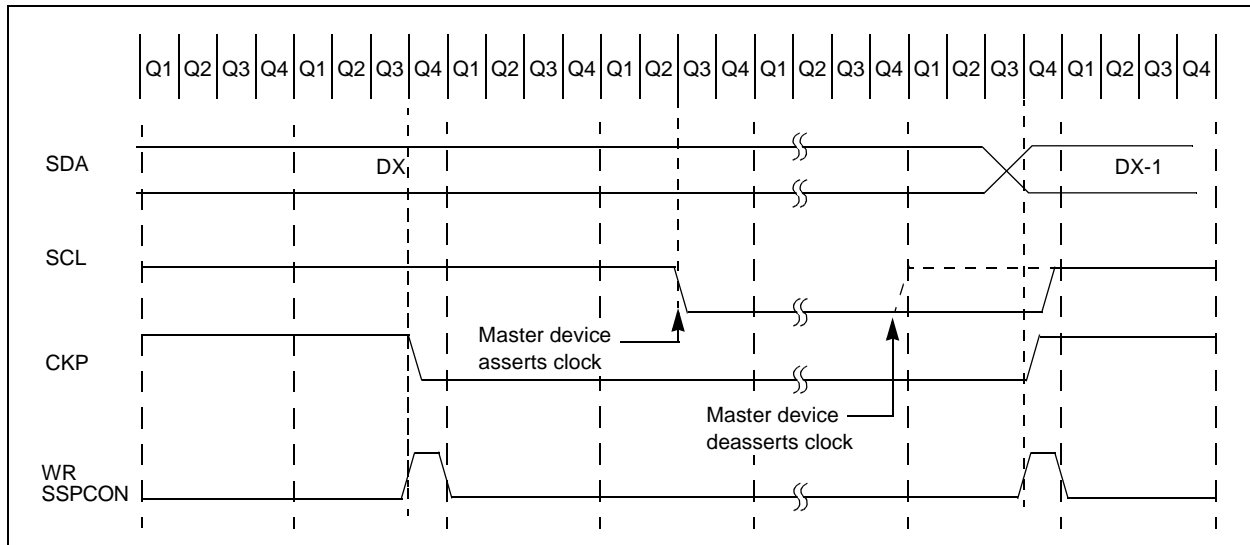 Q1 Q2 Q3 Q4 Q1 Q2 Q3 Q4 Q1 Q2 Q3 Q4 Q1 Q2 Q3 Q4 Q1 Q2 Q3 Q4 Q1 Q2 Q3 Q4 Q1 Q2 Q3 Q4
SDA
DX
DX-1
SCL
Master device
asserts clock
CKP
Master device
deasserts clock
WR
SSPCON